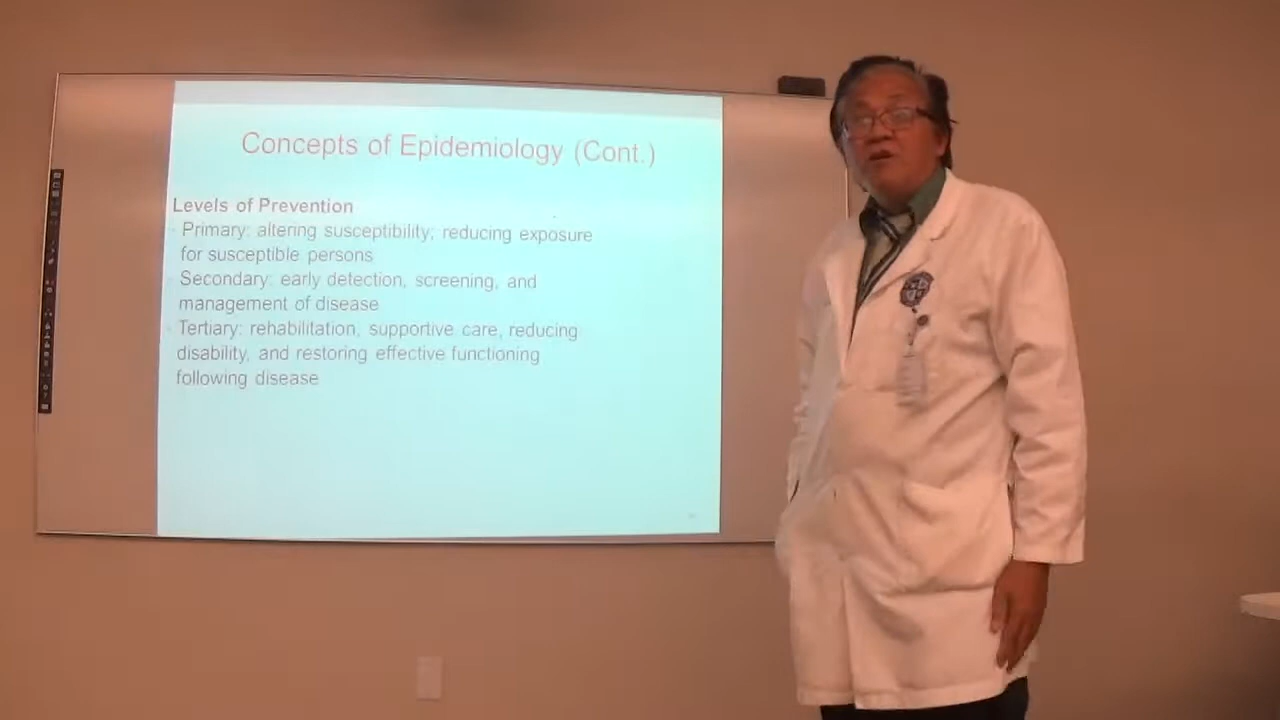 Concepts of Epidemiology (Cont.)
Levels of Prevention
Primary: altering susceptibility; reducing exposure
for susceptible persons
Secondary: early detection, screening, and
management of disease
Tertiary: rehabilitation, supportive care, reducing
disability, and restoring effective functioning
following disease